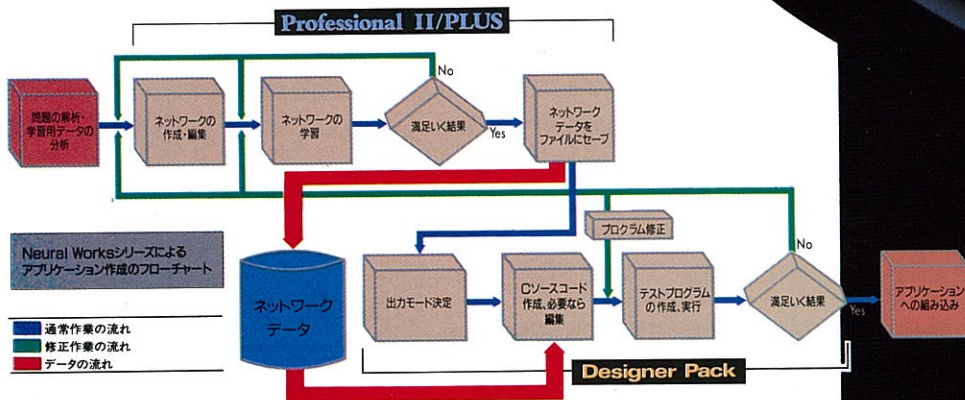 Professional II/PLUS
問題の解析・
学習用データの
分析
ネットワークの
作成・編集
ネットワークの
学習
満足いく結果
No
Yes
ネットワーク
データを
ファイルにセーブ
プログラム修正
Neural Worksシリーズによる
アプリケーション作成のフローチャート
ネットワーク
データ
出力モード決定
Cソースコード
作成、必要なら
編集
テストプログラム
の作成、実行
満足いく結果
No
Yes
アプリケーション
への組み込み
通常作業の流れ
修正作業の流れ
データの流れ
Designer Pack